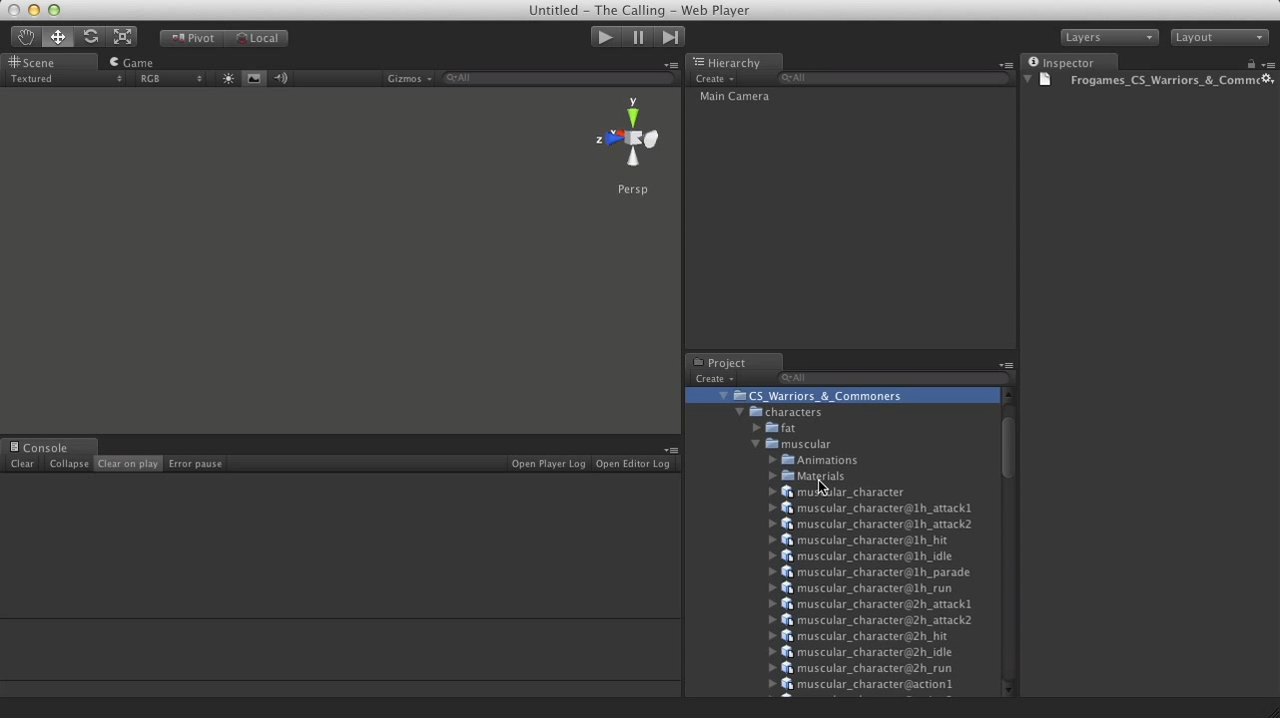 Untitled – The Calling – Web Player
Pivot
Local
Layers
Layout
Scene
Game
Hierarchy
Inspector
Textured
RGB
Gizmos
All
Create
All
Frogames_CS_Warriors_&_Commo
Main Camera
y
z
Persp
Project
Create
All
CS_Warriors_&_Commoners
characters
fat
muscular
Animations
Materials
muscular_character
muscular_character@1h_attack1
muscular_character@1h_attack2
muscular_character@1h_hit
muscular_character@1h_idle
muscular_character@1h_parade
muscular_character@1h_run
muscular_character@2h_attack1
muscular_character@2h_attack2
muscular_character@2h_hit
muscular_character@2h_idle
muscular_character@2h_run
muscular_character@action1
Console
Clear
Collapse
Clear on play
Error pause
Open Player Log
Open Editor Log